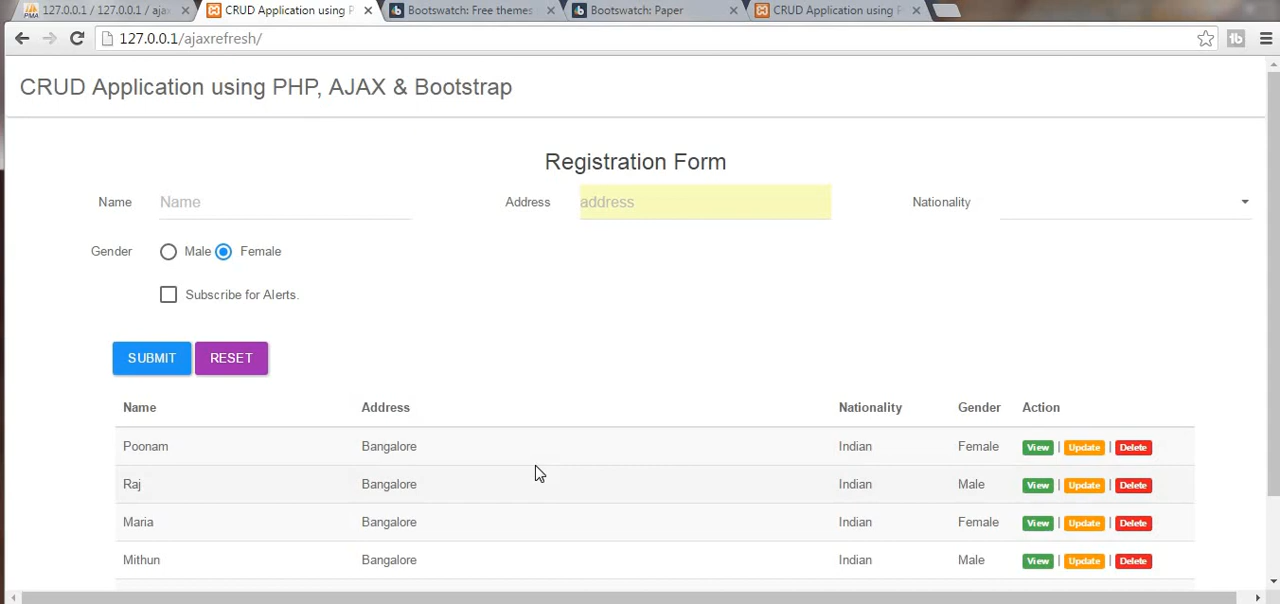 127.0.0.1 / 127.0.0.1 / ajax
CRUD Application using P
Bootswatch: Free themes
Bootswatch: Paper
CRUD Application using P
127.0.0.1/ajaxrefresh/
CRUD Application using PHP, AJAX & Bootstrap
Registration Form
Name Name Address address Nationality
Gender Male Female
Subscribe for Alerts.
SUBMIT RESET
Name Address Nationality Gender Action
Poonam Bangalore Indian Female View | Update | Delete
Raj Bangalore Indian Male View | Update | Delete
Maria Bangalore Indian Female View | Update | Delete
Mithun Bangalore Indian Male View | Update | Delete